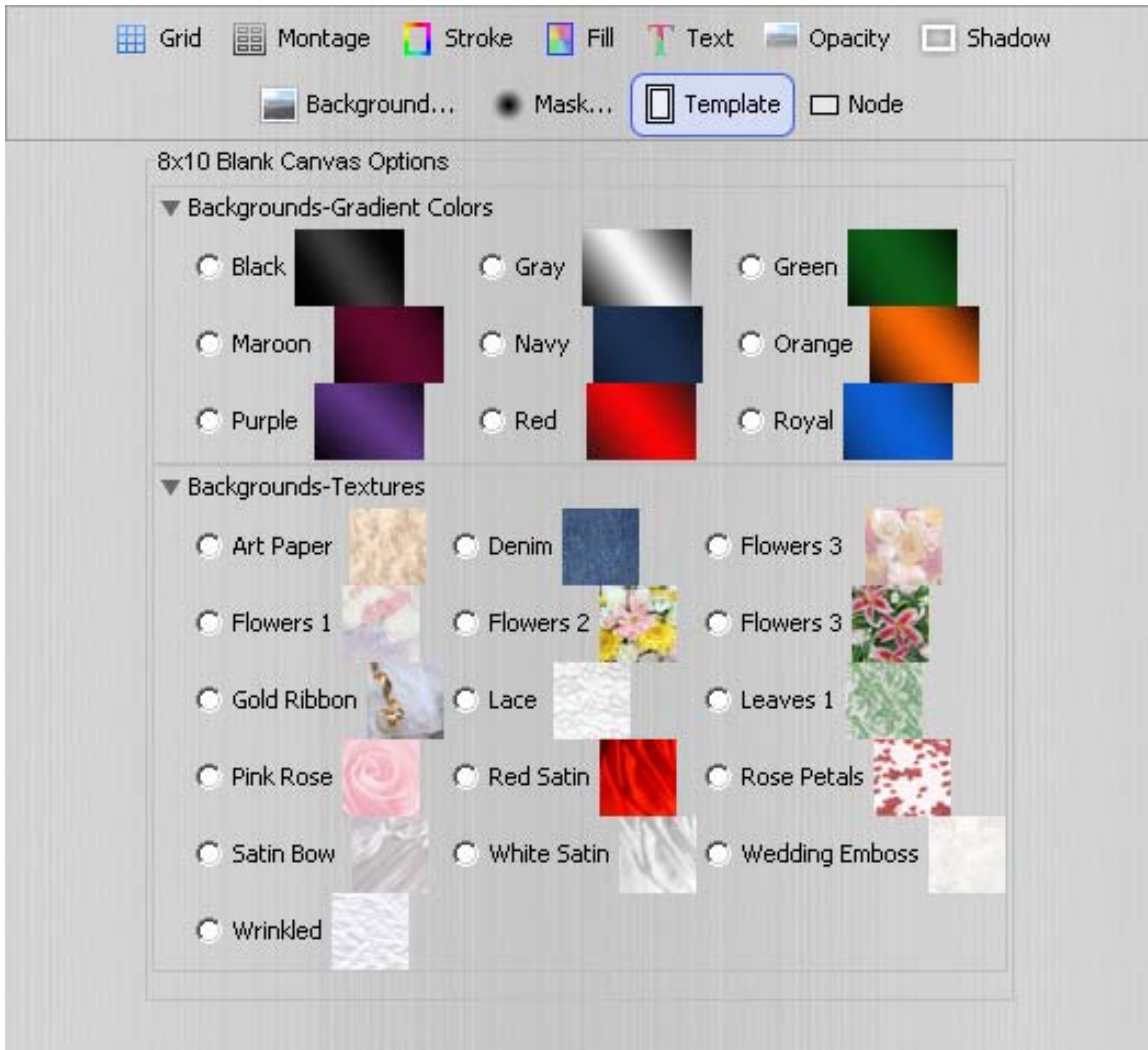 Grid Montage Stroke Fill Text Opacity Shadow
Background... Mask... Template Node
8x10 Blank Canvas Options
Backgrounds-Gradient Colors
Black Gray Green
Maroon Navy Orange
Purple Red Royal
Backgrounds-Textures
Art Paper Denim Flowers 3
Flowers 1 Flowers 2 Flowers 3
Gold Ribbon Lace Leaves 1
Pink Rose Red Satin Rose Petals
Satin Bow White Satin Wedding Emboss
Wrinkled